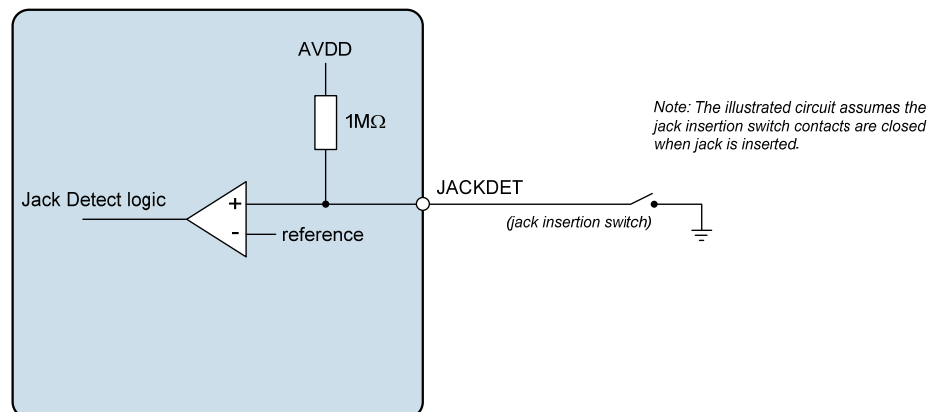 AVDD
1MΩ
Note: The illustrated circuit assumes the
jack insertion switch contacts are closed
when jack is inserted.
Jack Detect logic
+
-
reference
JACKDET
(jack insertion switch)